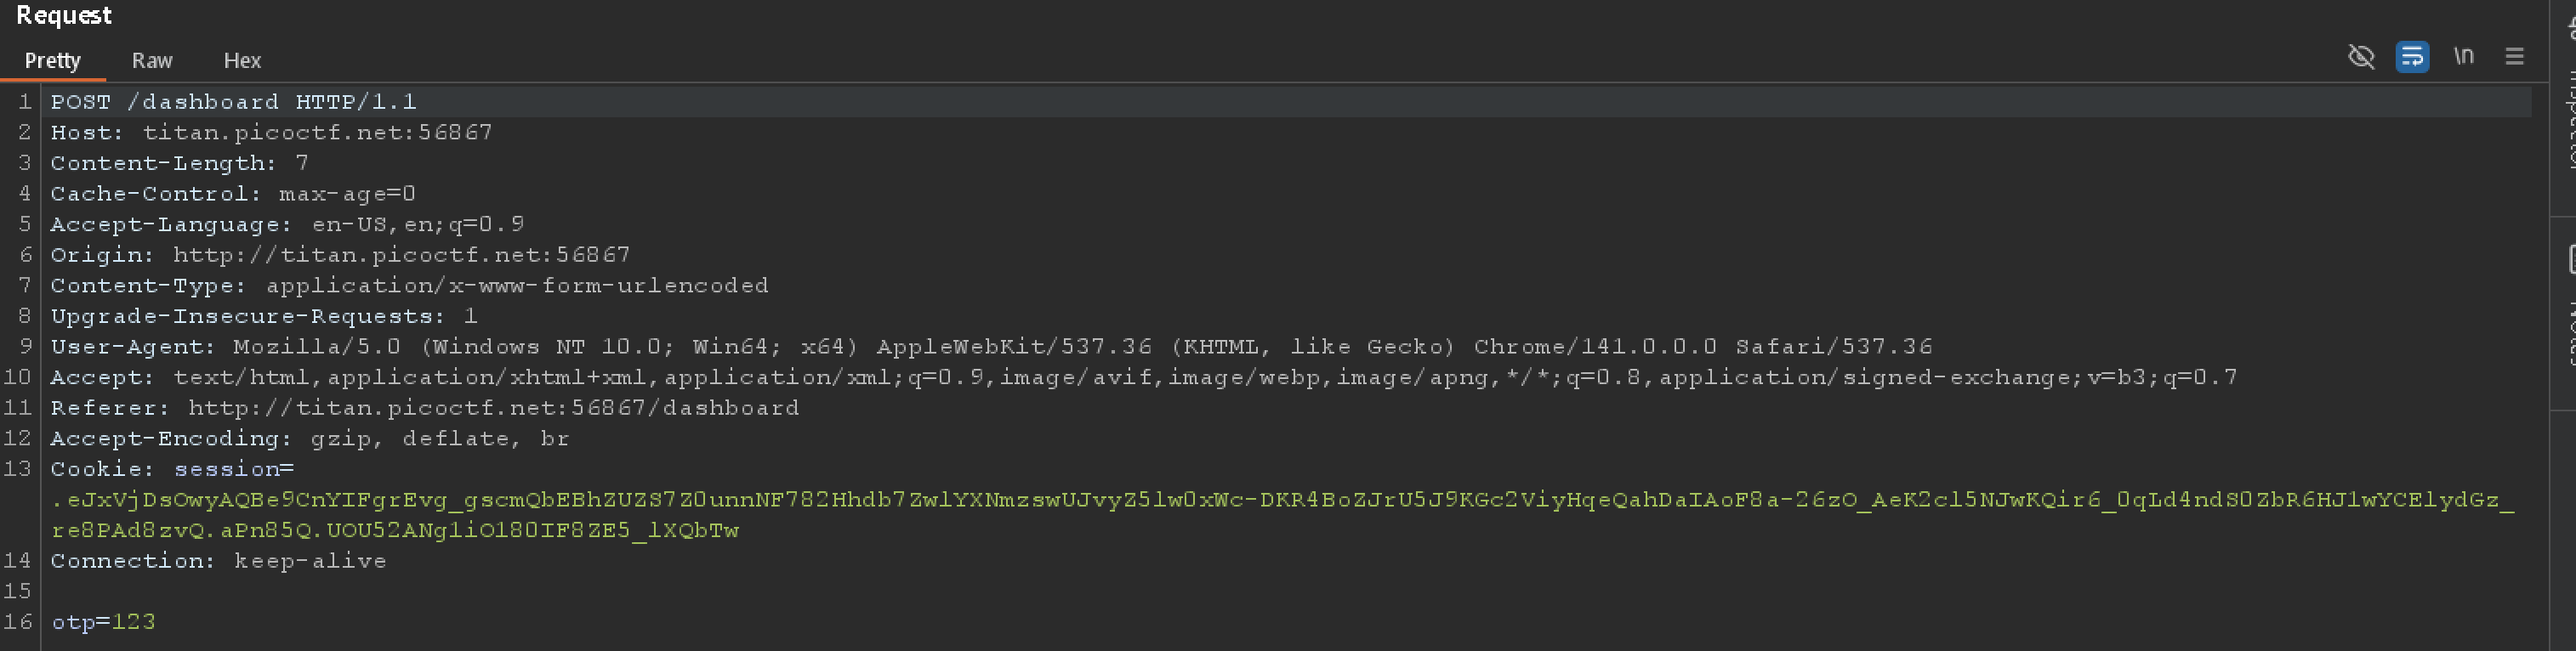 Request
Pretty Raw Hex
\n
1 POST /dashboard HTTP/1.1
2 Host: titan.picoctf.net:56867
3 Content-Length: 7
4 Cache-Control: max-age=0
5 Accept-Language: en-US,en;q=0.9
6 Origin: http://titan.picoctf.net:56867
7 Content-Type: application/x-www-form-urlencoded
8 Upgrade-Insecure-Requests: 1
9 User-Agent: Mozilla/5.0 (Windows NT 10.0; Win64; x64) AppleWebKit/537.36 (KHTML, like Gecko) Chrome/141.0.0.0 Safari/537.36
10 Accept: text/html,application/xhtml+xml,application/xml;q=0.9,image/avif,image/webp,image/apng,*/*;q=0.8,application/signed-exchange;v=b3;q=0.7
11 Referer: http://titan.picoctf.net:56867/dashboard
12 Accept-Encoding: gzip, deflate, br
13 Cookie: session=
.eJxVjDsOwyAQBe9CnYIFgrEvg_gscmQbEBhZUZS7Z0unnNF782Hhdb7ZwlYXNmzswUJvyZ5lw0xWc-DKR4BoZJrU5J9KGc2ViyHqeQahDaIAoF8a-26zO_AeK2cl5NJwKQir6_0qLd4ndS0ZbR6HJ1wYCElydGz_
re8PAd8zvQ.aPn85Q.UOU52ANg1iO180IF8ZE5_lXQbTw
14 Connection: keep-alive
15
16 otp=123